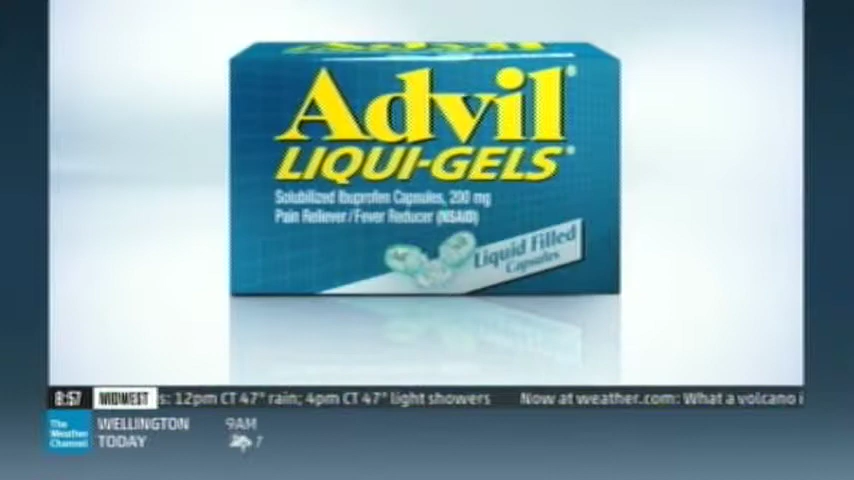 Advil®
LIQUI-GELS®
Solubilized Ibuprofen Capsules, 200 mg
Pain Reliever/Fever Reducer (NSAID)
Liquid Filled
Capsules
8:57 MIDWEST s: 12pm CT 47° rain; 4pm CT 47° light showers Now at weather.com: What a volcano
The
Weather
Channel
WELLINGTON 9AM
TODAY 7